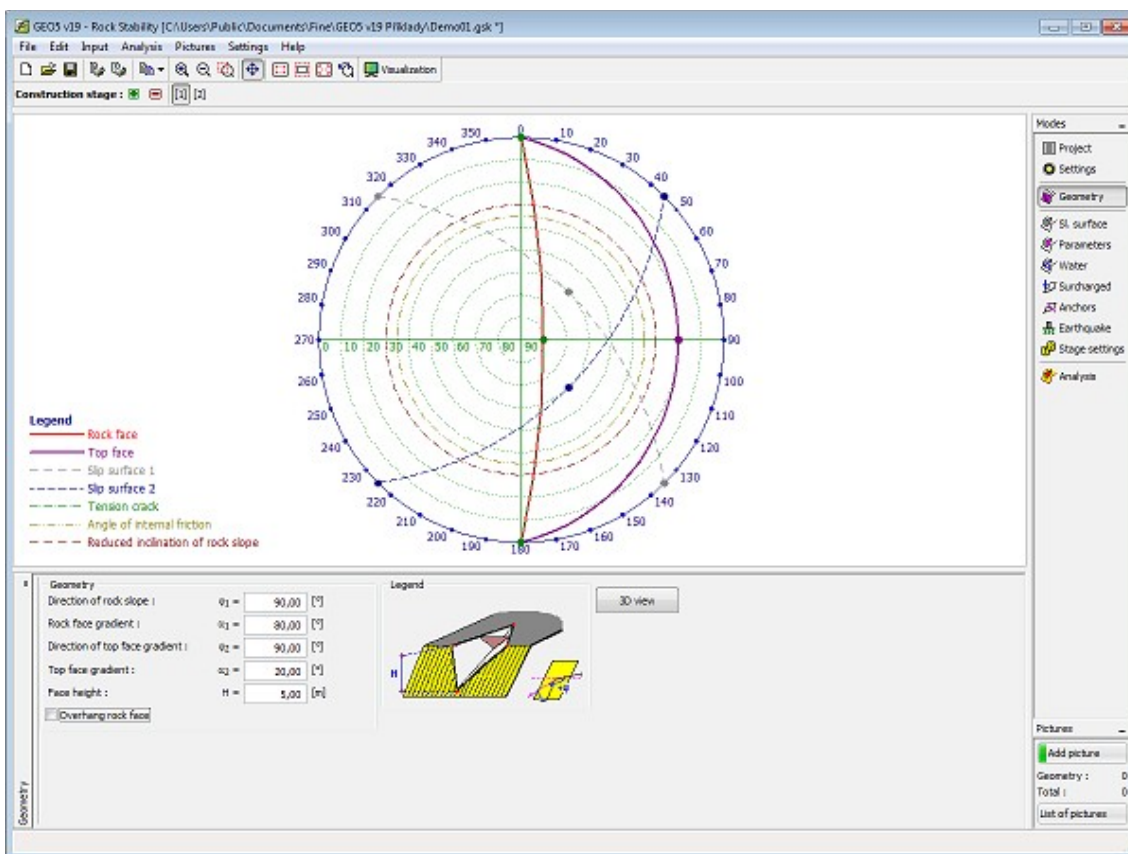 GEO5 v19 - Rock Stability [C:\Users\Public\Documents\Fine\GEO5 v19 Příklady\Demo01.gsk *]
File Edit Input Analysis Pictures Settings Help
Visualization
Construction stage : [1] [2]
0 10 20 30 40 50 60 70 80 90 100 110 120 130 140 150 160 170 180 190 200 210 220 230 240 250 260 270 280 290 300 310 320 330 340 350
0 10 20 30 40 50 60 70 80 90
Legend
Rock face
Top face
Slip surface 1
Slip surface 2
Tension crack
Angle of internal friction
Reduced inclination of rock slope
Modes
Project
Settings
Geometry
Sl. surface
Parameters
Water
Surcharged
Anchors
Earthquake
Stage settings
Analysis
Geometry
Direction of rock slope : 90,00 [°]
Rock face gradient : 80,00 [°]
Direction of top face gradient : 90,00 [°]
Top face gradient : 20,00 [°]
Face height : H = 5,00 [m]
Overhang rock face
Legend
H
3D view
Geometry
Pictures
Add picture
Geometry : 0
Total : 0
List of pictures